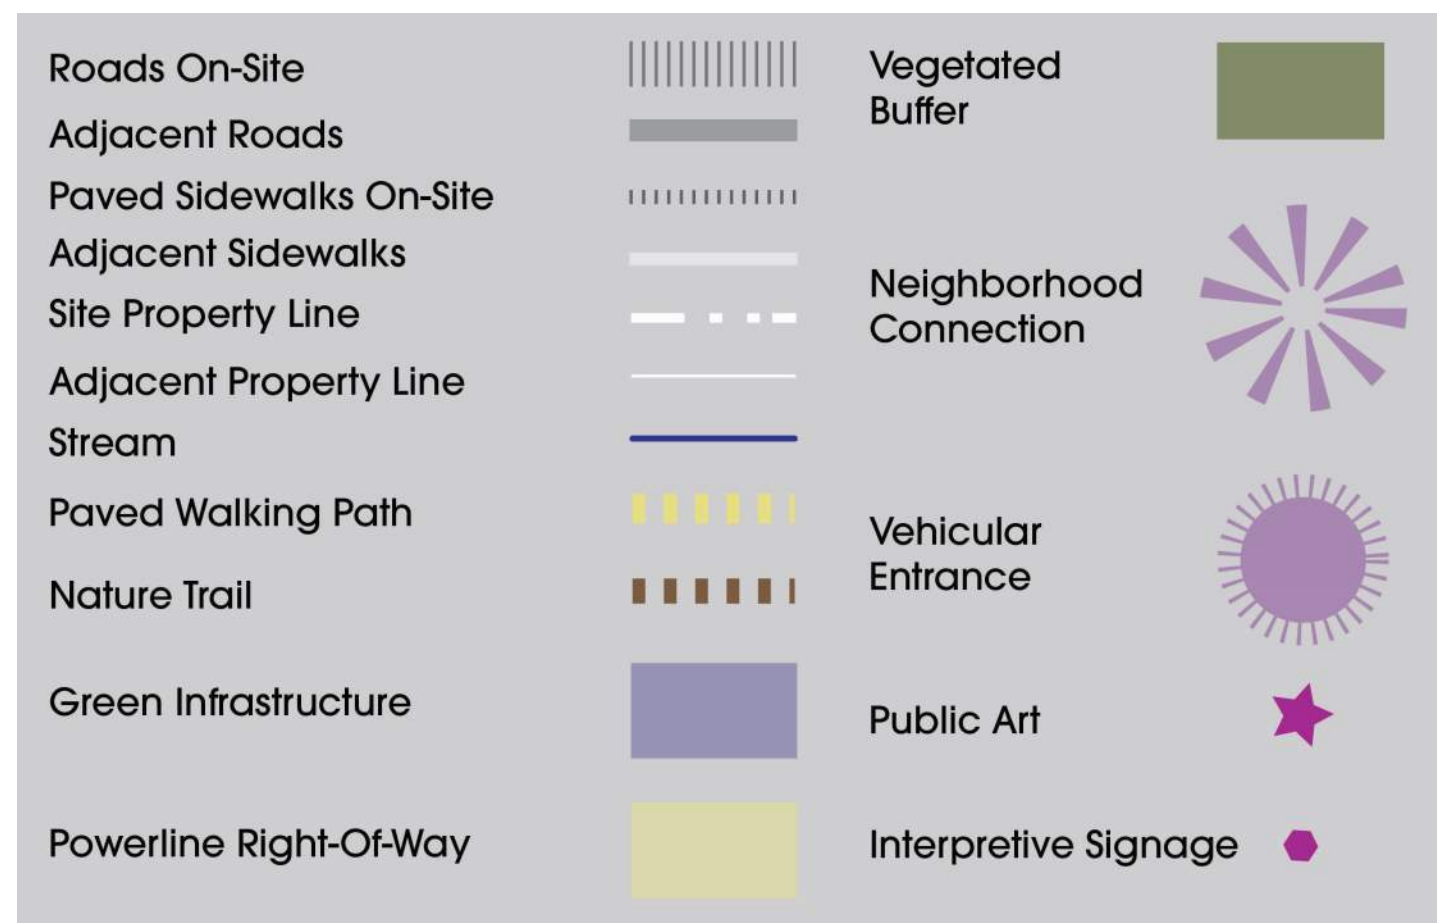 Roads On-Site
Adjacent Roads
Paved Sidewalks On-Site
Adjacent Sidewalks
Site Property Line
Adjacent Property Line
Stream
Paved Walking Path
Nature Trail
Green Infrastructure
Powerline Right-Of-Way
Vegetated
Buffer
Neighborhood
Connection
Vehicular
Entrance
Public Art
Interpretive Signage